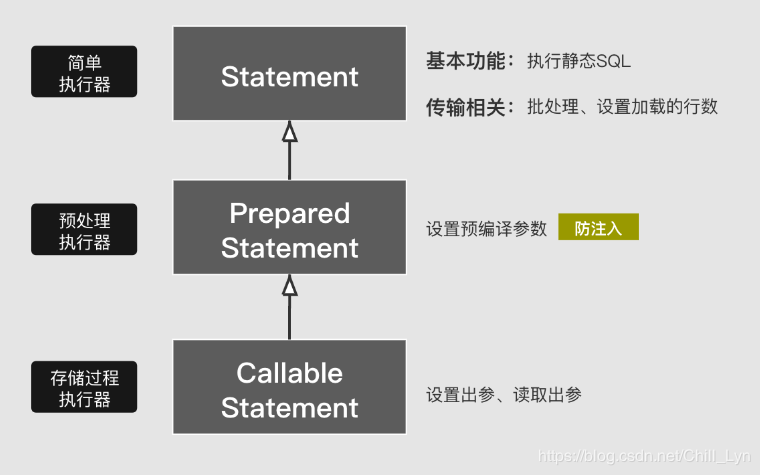 简单
执行器
Statement
基本功能：执行静态SQL
传输相关：批处理、设置加载的行数
预处理
执行器
Prepared
Statement
设置预编译参数 防注入
存储过程
执行器
Callable
Statement
设置出参、读取出参
https://blog.csdn.net/Chill_Lyn